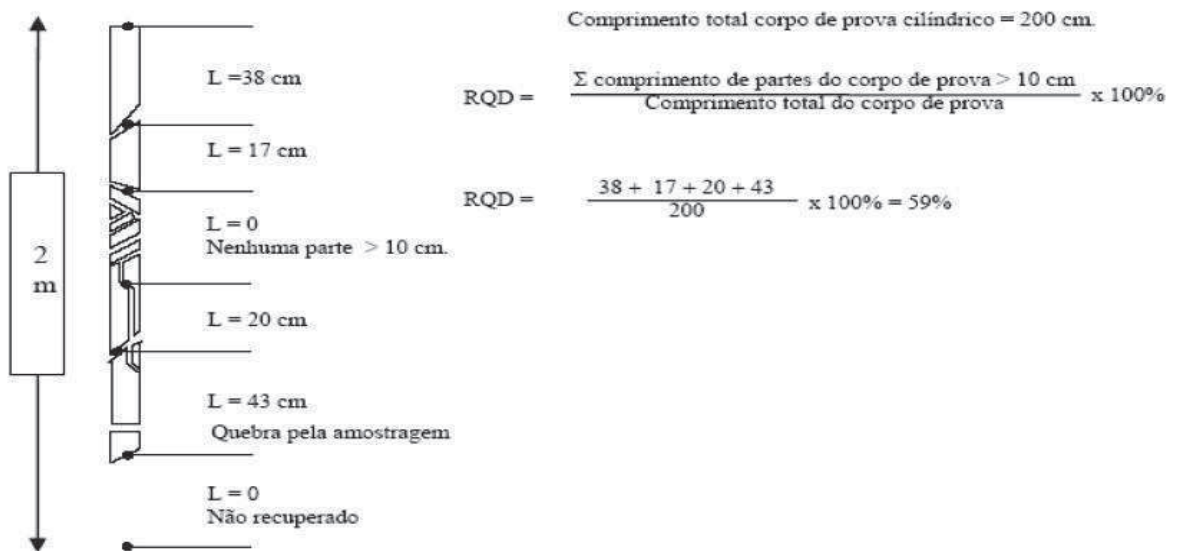 Comprimento total corpo de prova cilíndrico = 200 cm.
L =38 cm
RQD = Σ comprimento de partes do corpo de prova > 10 cm
Comprimento total do corpo de prova
x 100%
L = 17 cm
RQD = 38 + 17 + 20 + 43
200
x 100% = 59%
L = 0
Nenhuma parte > 10 cm.
2
m
L = 20 cm
L = 43 cm
Quebra pela amostragem
L = 0
Não recuperado